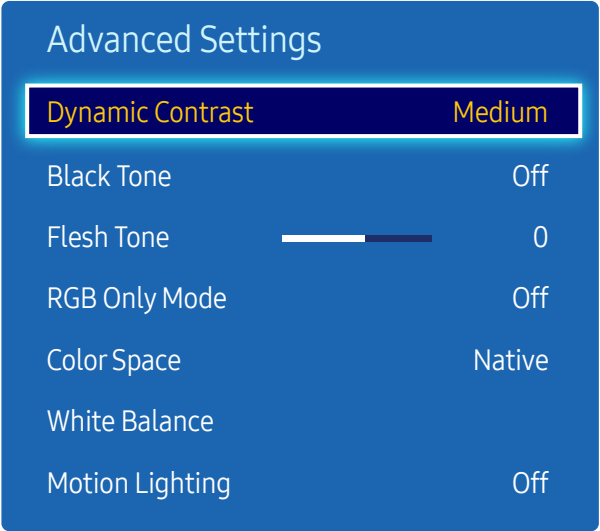 Advanced Settings
Dynamic Contrast Medium
Black Tone Off
Flesh Tone 0
RGB Only Mode Off
Color Space Native
White Balance
Motion Lighting Off